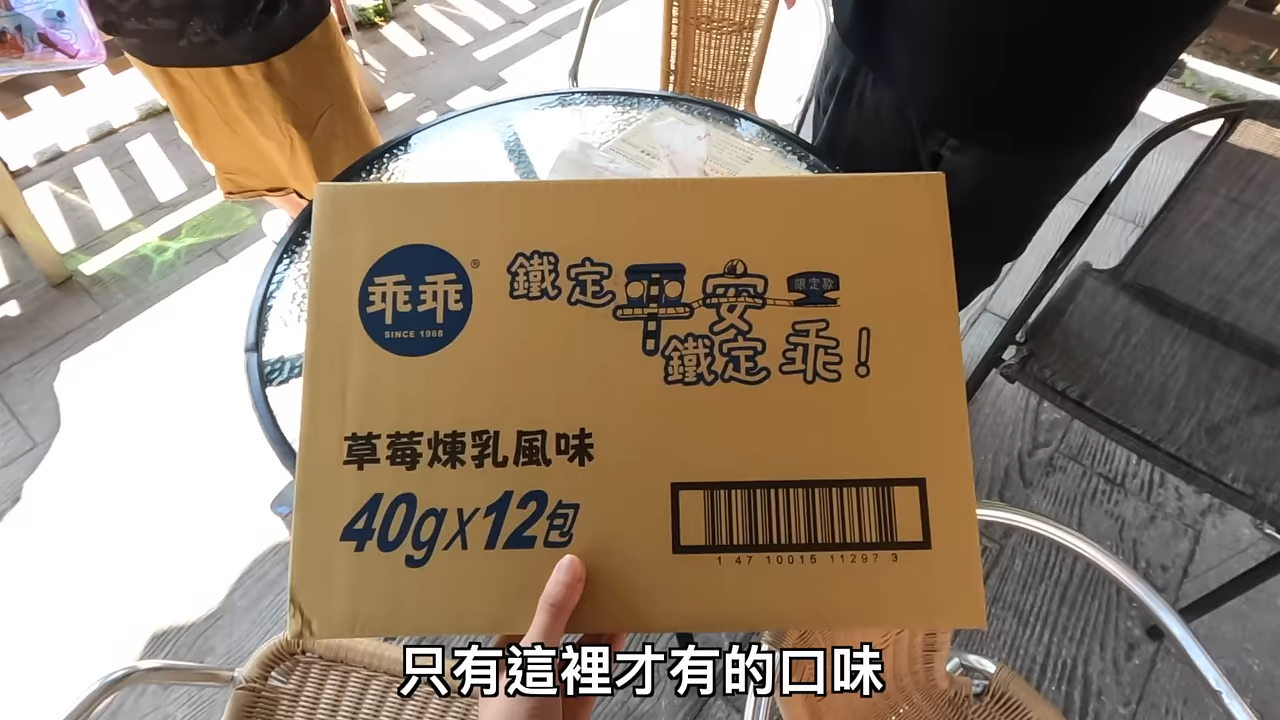 乖乖®
SINCE 1968
鐵定平安 限定款
鐵定乖！
草莓煉乳風味
40gX12包
1 47 10015 11297 3
只有這裡才有的口味